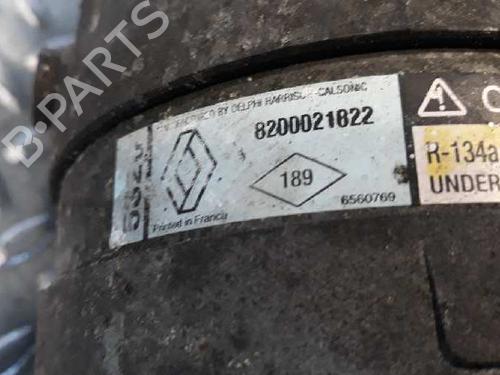 BY DELPHI HARRISON-CALSONIC
8200021822
189
6560769
Printed in France
R-134a
UNDER
B-PARTS